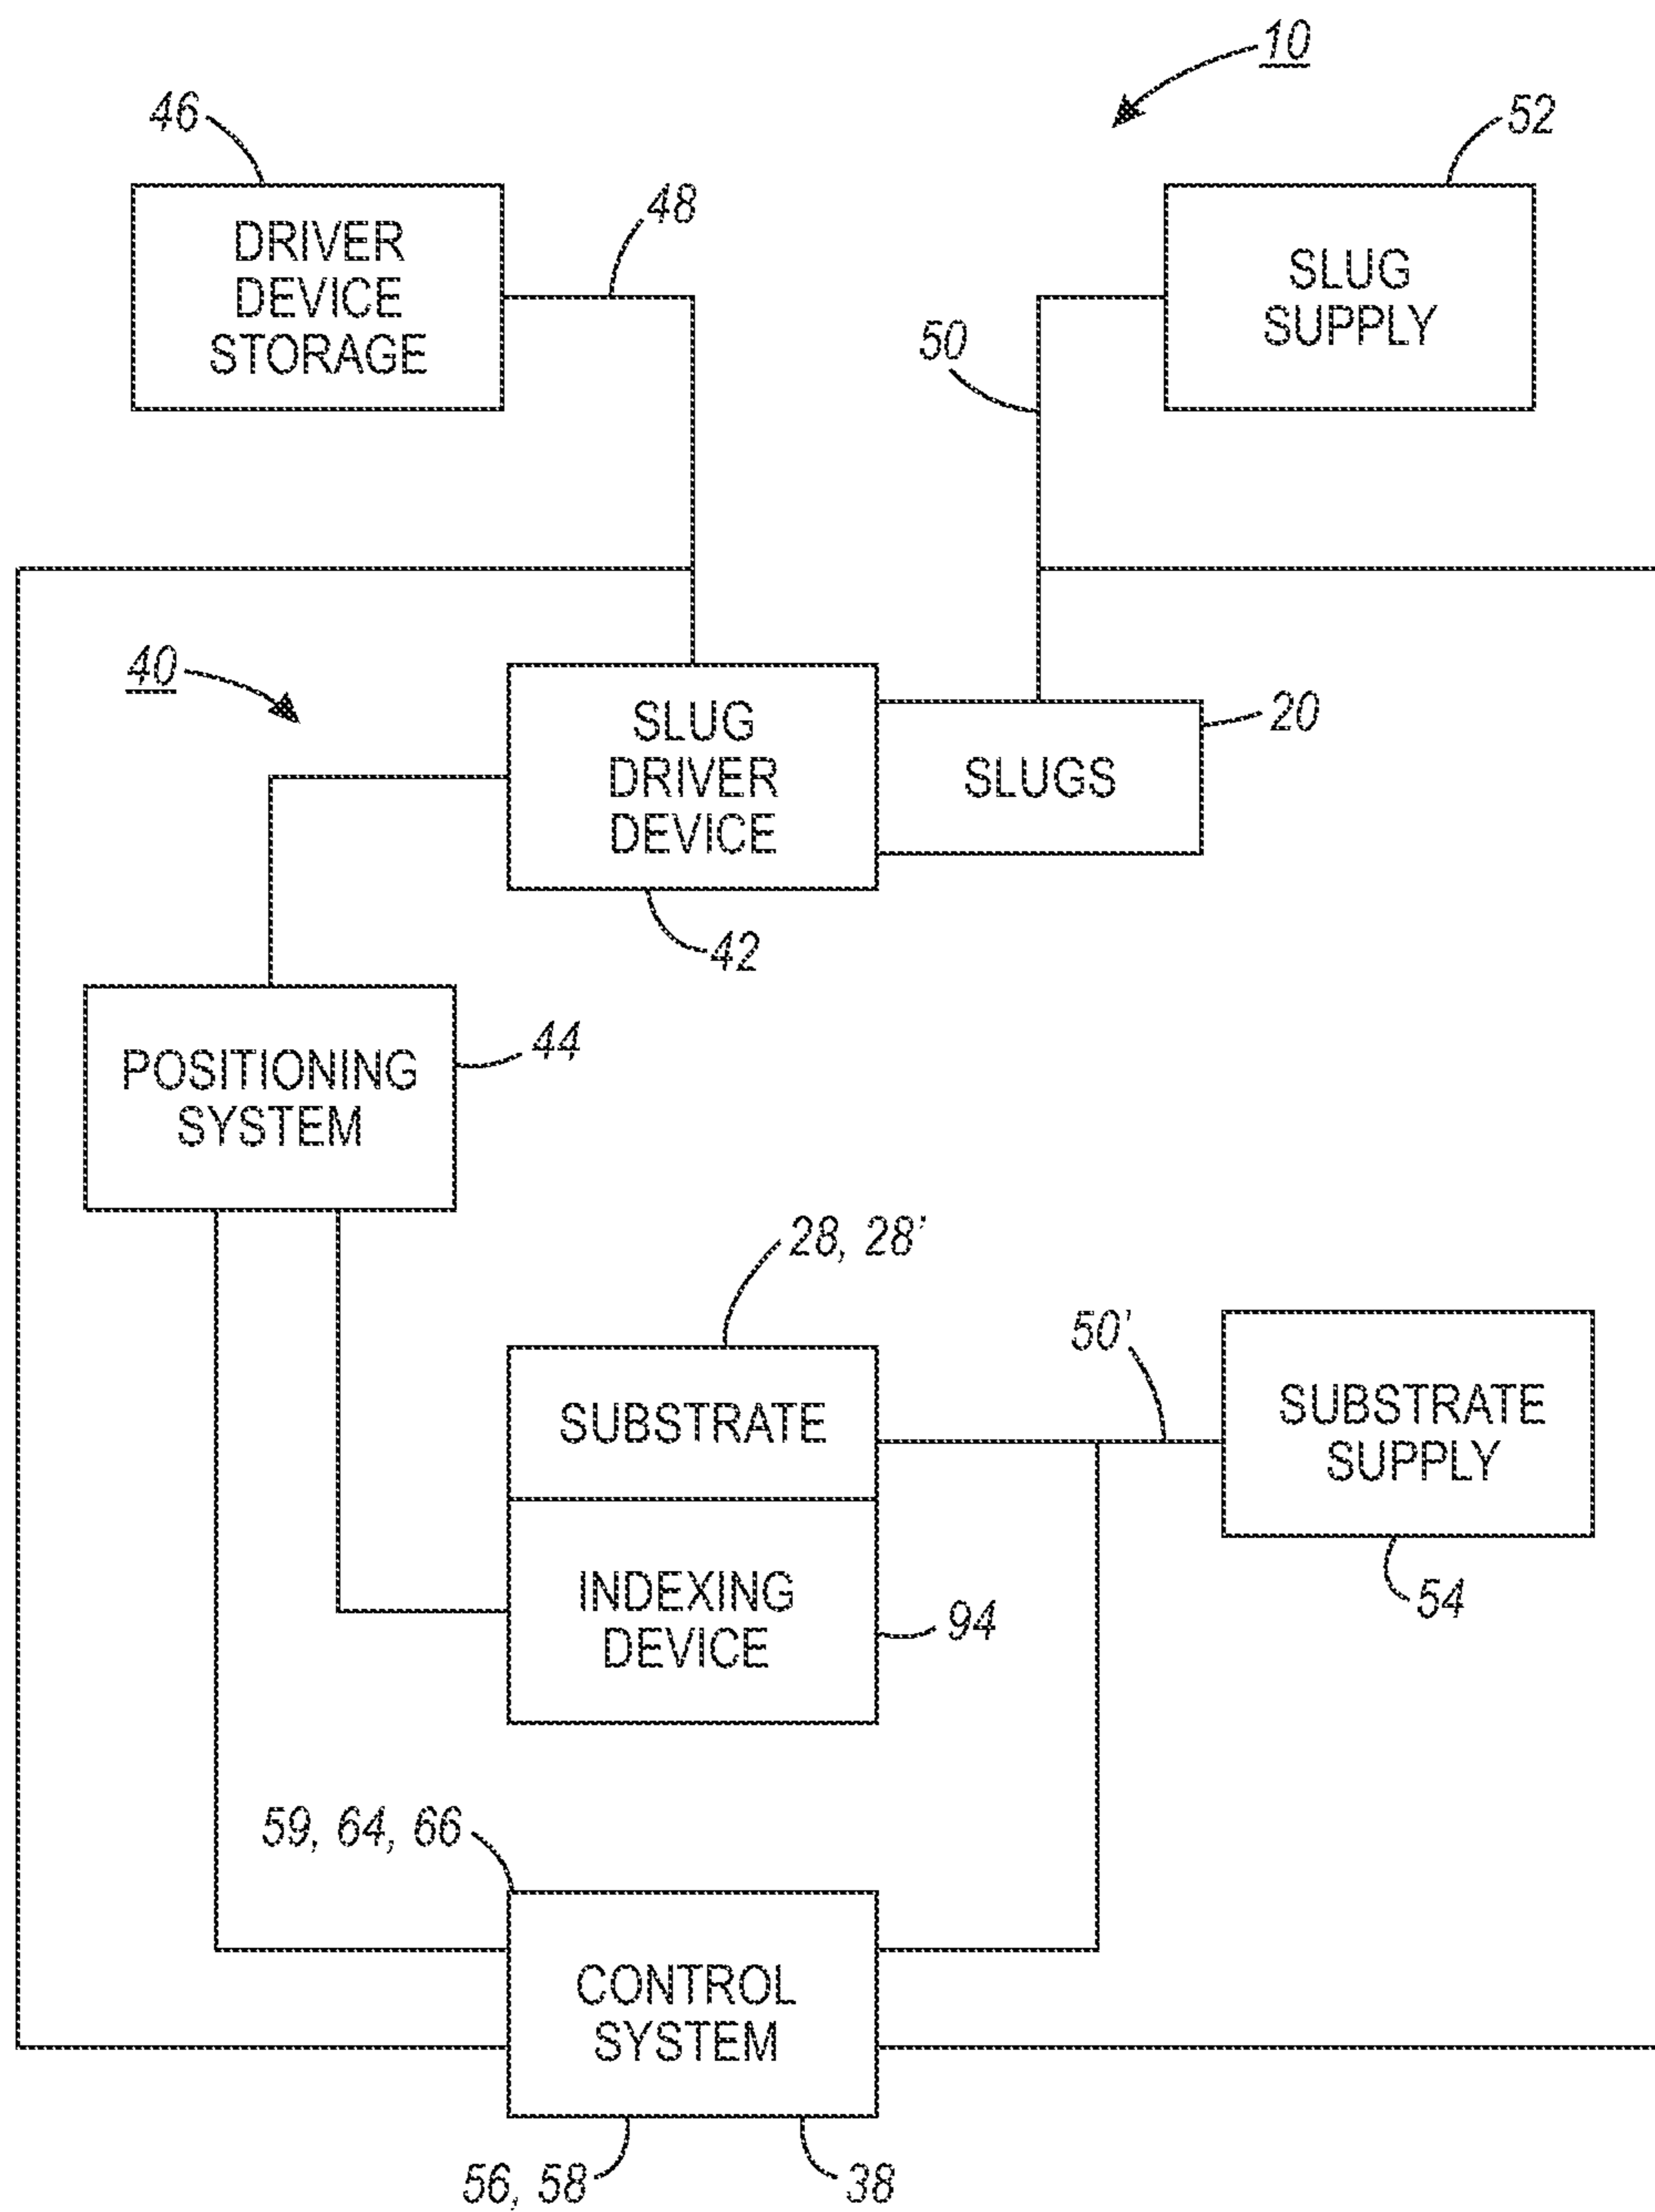 10
46
52
48
DRIVER
DEVICE
STORAGE
SLUG
SUPPLY
50
40
SLUG
DRIVER
DEVICE
SLUGS
20
42
44
POSITIONING
SYSTEM
28, 28'
50'
SUBSTRATE
SUBSTRATE
SUPPLY
INDEXING
DEVICE
94
54
59, 64, 66
CONTROL
SYSTEM
56, 58
38